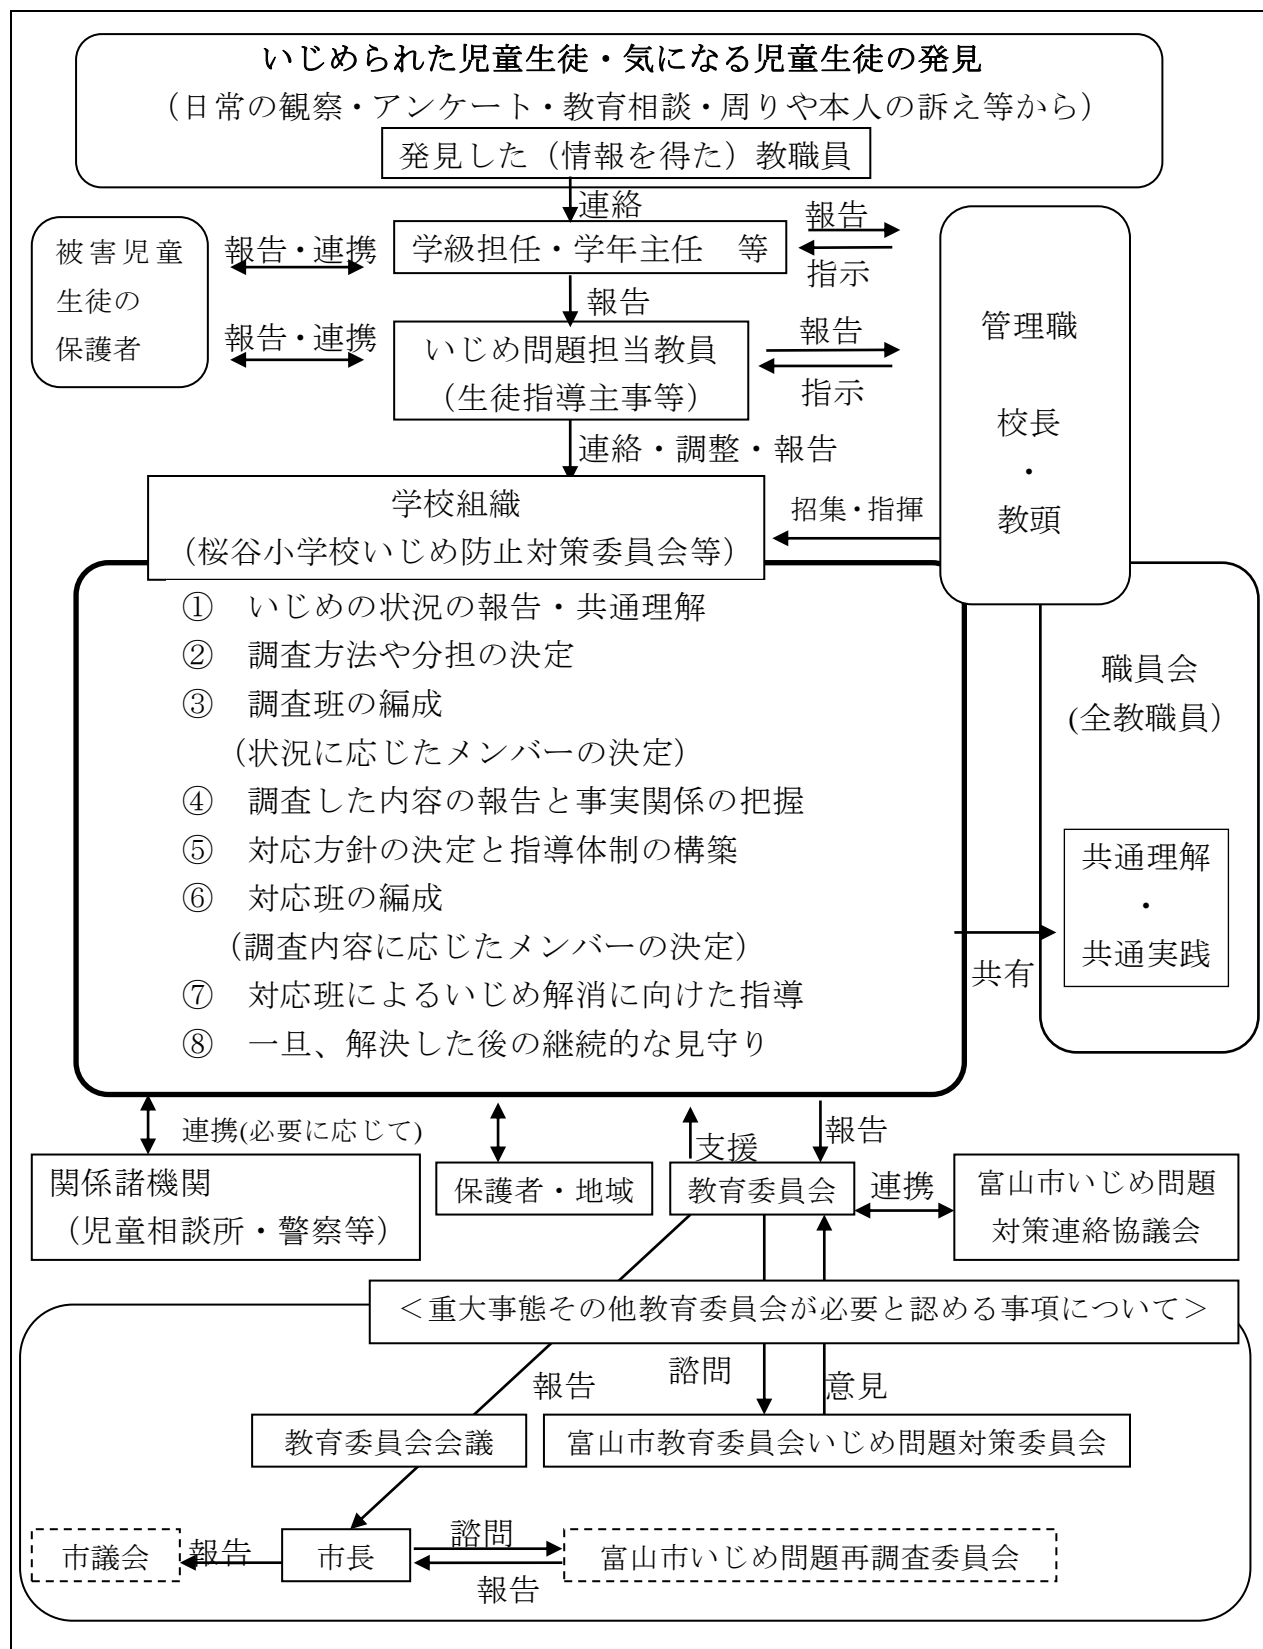 いじめられた児童生徒・気になる児童生徒の発見
（日常の観察・アンケート・教育相談・周りや本人の訴え等から）
発見した（情報を得た）教職員
連絡
被害児童
生徒の
保護者
報告・連携
学級担任・学年主任　等
報告
指示
報告
報告・連携
いじめ問題担当教員
（生徒指導主事等）
報告
指示
管理職
校長
・
教頭
連絡・調整・報告
学校組織
（桜谷小学校いじめ防止対策委員会等）
招集・指揮
①　いじめの状況の報告・共通理解
②　調査方法や分担の決定
③　調査班の編成
（状況に応じたメンバーの決定）
④　調査した内容の報告と事実関係の把握
⑤　対応方針の決定と指導体制の構築
⑥　対応班の編成
（調査内容に応じたメンバーの決定）
⑦　対応班によるいじめ解消に向けた指導
⑧　一旦、解決した後の継続的な見守り
職員会
(全教職員）
共通理解
・
共通実践
共有
連携(必要に応じて)
支援
報告
関係諸機関
（児童相談所・警察等）
保護者・地域
教育委員会
連携
富山市いじめ問題
対策連絡協議会
＜重大事態その他教育委員会が必要と認める事項について＞
報告
諮問
意見
教育委員会会議
富山市教育委員会いじめ問題対策委員会
市議会
報告
市長
諮問
報告
富山市いじめ問題再調査委員会